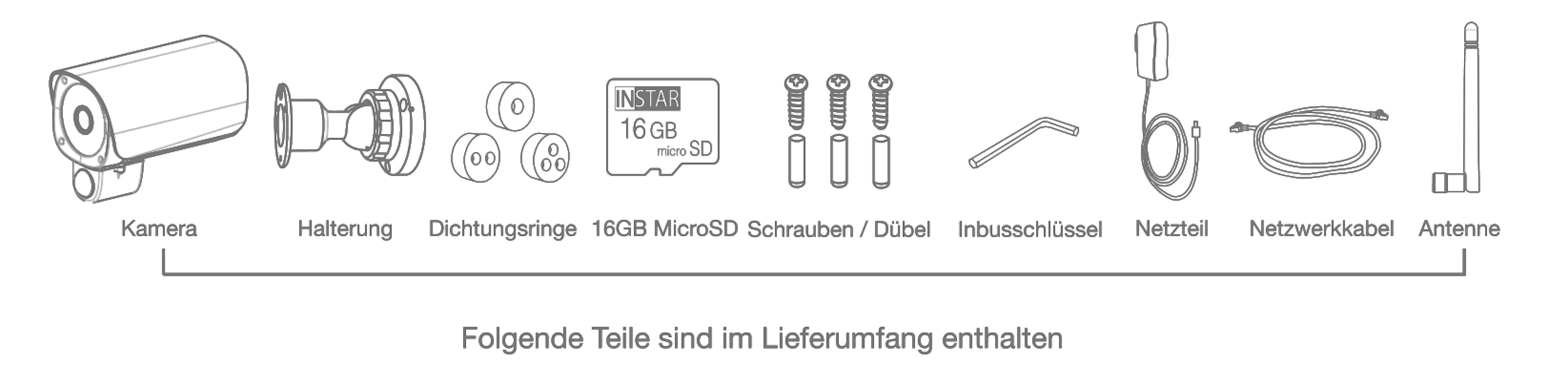 INSTAR
16 GB
micro SD
Kamera Halterung Dichtungsringe 16GB MicroSD Schrauben / Dübel Inbusschlüssel Netzteil Netzwerkkabel Antenne
Folgende Teile sind im Lieferumfang enthalten